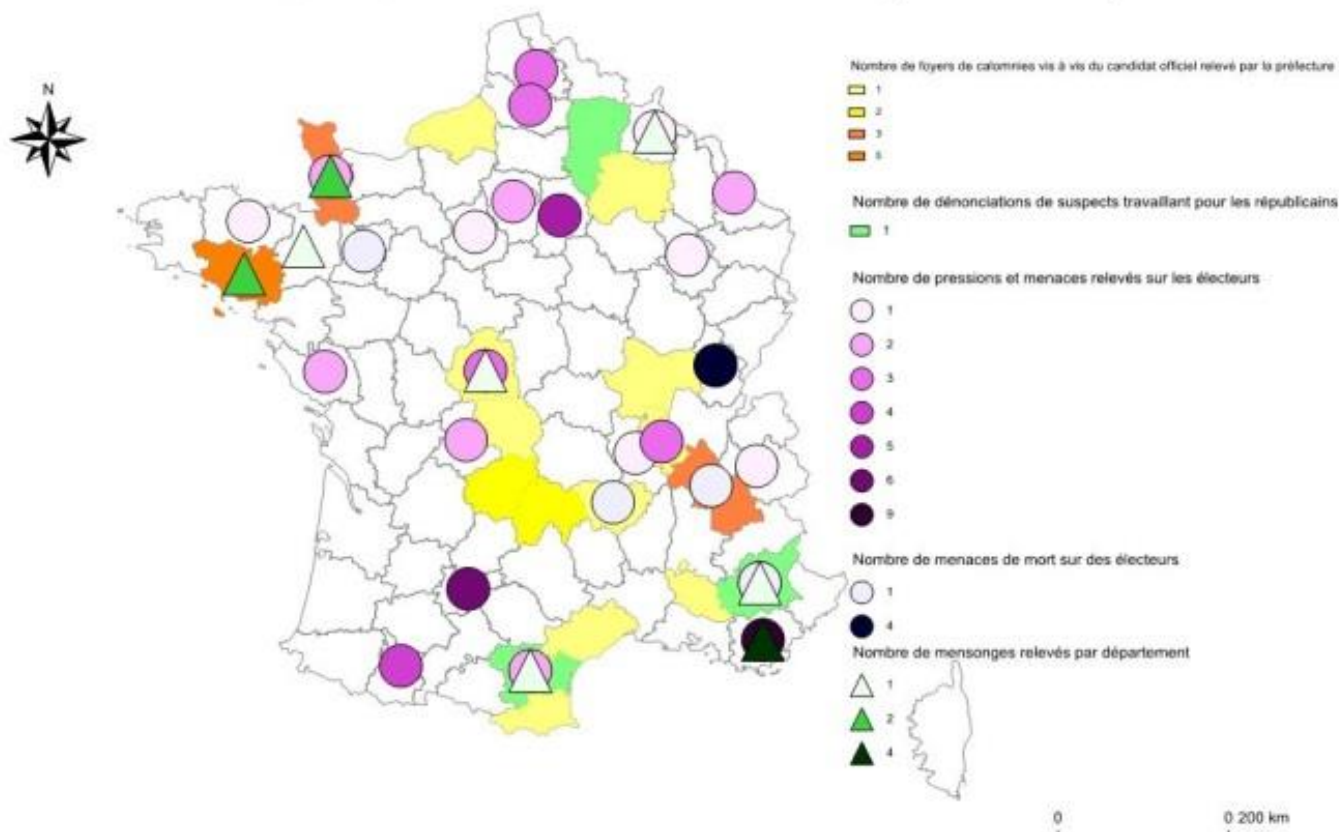 N
Nombre de foyers de calomnies vis à vis du candidat officiel relevé par la préfecture
1
2
3
5
Nombre de dénonciations de suspects travaillant pour les républicains
1
Nombre de pressions et menaces relevés sur les électeurs
1
2
3
4
5
6
9
Nombre de menaces de mort sur des électeurs
1
4
Nombre de mensonges relevés par département
1
2
4
0
0 200 km